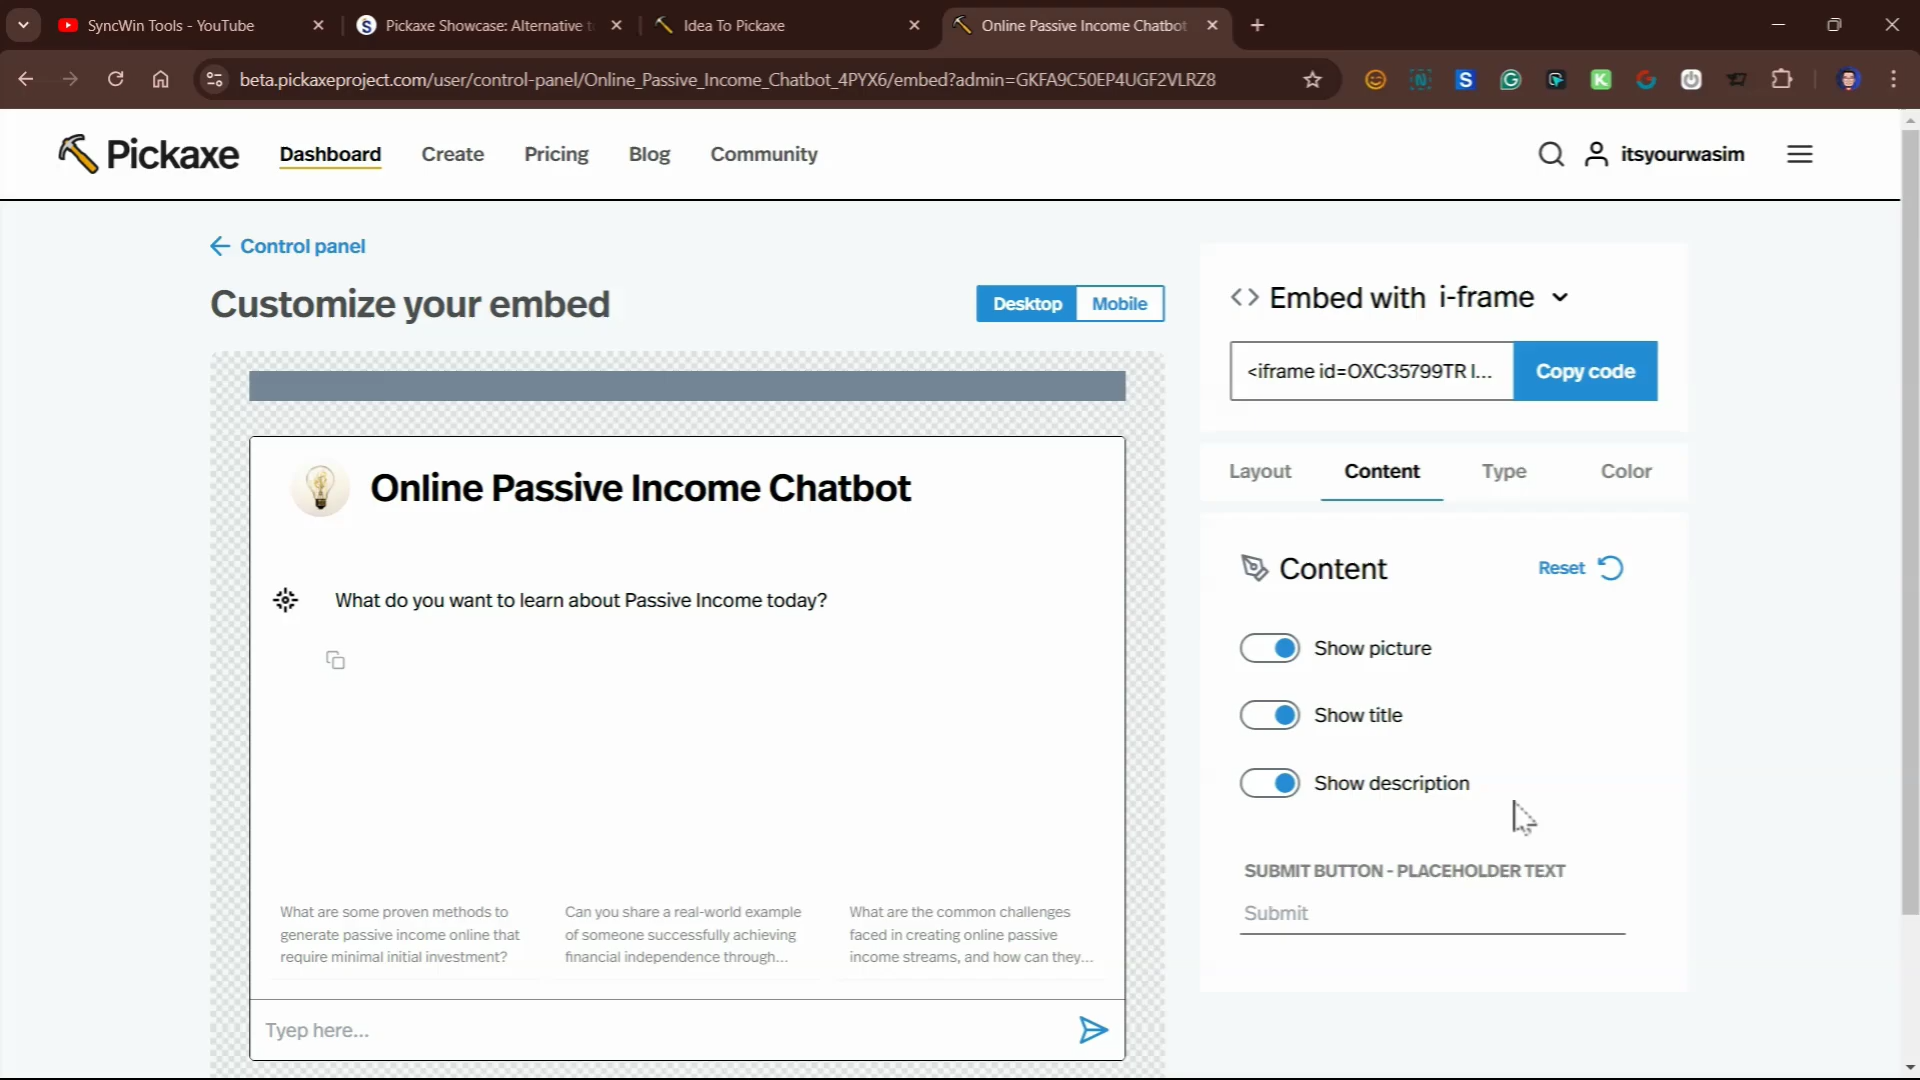 SyncWin Tools - YouTube
Pickaxe Showcase: Alternative t
Idea To Pickaxe
Online Passive Income Chatbot
beta.pickaxeproject.com/user/control-panel/Online_Passive_Income_Chatbot_4PYX6/embed?admin=GKFA9C50EP4UGF2VLRZ8
Pickaxe
Dashboard
Create
Pricing
Blog
Community
itsyourwasim
Control panel
Customize your embed
Desktop
Mobile
Embed with i-frame
<iframe id=OXC35799TR l...
Copy code
Layout
Content
Type
Color
Online Passive Income Chatbot
What do you want to learn about Passive Income today?
Content
Reset
Show picture
Show title
Show description
SUBMIT BUTTON - PLACEHOLDER TEXT
Submit
What are some proven methods to
generate passive income online that
require minimal initial investment?
Can you share a real-world example
of someone successfully achieving
financial independence through...
What are the common challenges
faced in creating online passive
income streams, and how can they...
Tyep here...